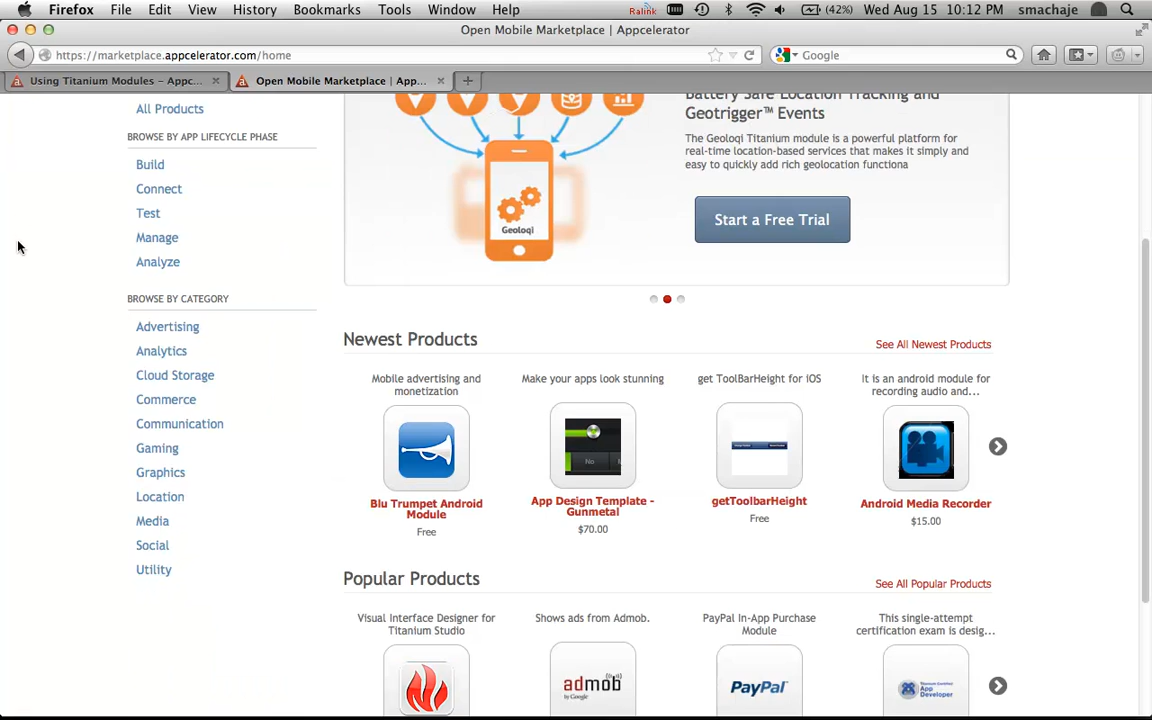 Firefox File Edit View History Bookmarks Tools Window Help Ralink (42%) Wed Aug 15 10:12 PM smachaje
Open Mobile Marketplace | Appcelerator
https://marketplace.appcelerator.com/home Google
Using Titanium Modules – Appc... Open Mobile Marketplace | App...
All Products
BROWSE BY APP LIFECYCLE PHASE
Build
Connect
Test
Manage
Analyze
BROWSE BY CATEGORY
Advertising
Analytics
Cloud Storage
Commerce
Communication
Gaming
Graphics
Location
Media
Social
Utility
Geoloqi
Battery Safe Location Tracking and
Geotrigger™ Events
The Geoloqi Titanium module is a powerful platform for
real-time location-based services that makes it simply and
easy to quickly add rich geolocation functiona
Start a Free Trial
Newest Products
See All Newest Products
Mobile advertising and
monetization
Blu Trumpet Android
Module
Free
Make your apps look stunning
No
App Design Template -
Gunmetal
$70.00
get ToolBarHeight for iOS
getToolbarHeight
Free
It is an android module for
recording audio and...
Android Media Recorder
$15.00
Popular Products
See All Popular Products
Visual Interface Designer for
Titanium Studio
Shows ads from Admob.
admob
by Google
PayPal In-App Purchase
Module
PayPal
This single-attempt
certification exam is desig...
Titanium Certified
App
Developer